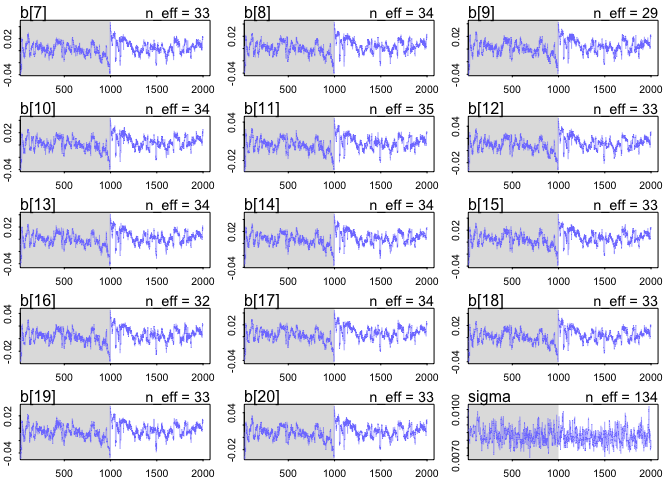 b[7] n_eff = 33 b[8] n_eff = 34 b[9] n_eff = 29
0.02 0.02 0.02
-0.04 -0.04 -0.04
500 1000 1500 2000 500 1000 1500 2000 500 1000 1500 2000
b[10] n_eff = 34 b[11] n_eff = 35 b[12] n_eff = 33
0.02 0.04 0.04
-0.04 -0.02 -0.02
500 1000 1500 2000 500 1000 1500 2000 500 1000 1500 2000
b[13] n_eff = 34 b[14] n_eff = 34 b[15] n_eff = 33
0.02 0.02 0.02
-0.04 -0.04 -0.04
500 1000 1500 2000 500 1000 1500 2000 500 1000 1500 2000
b[16] n_eff = 32 b[17] n_eff = 34 b[18] n_eff = 33
0.04 0.02 0.02
-0.02 -0.04 -0.04
500 1000 1500 2000 500 1000 1500 2000 500 1000 1500 2000
b[19] n_eff = 33 b[20] n_eff = 33 sigma n_eff = 134
0.02 0.04 0.0100
-0.04 -0.02 0.0070
500 1000 1500 2000 500 1000 1500 2000 500 1000 1500 2000